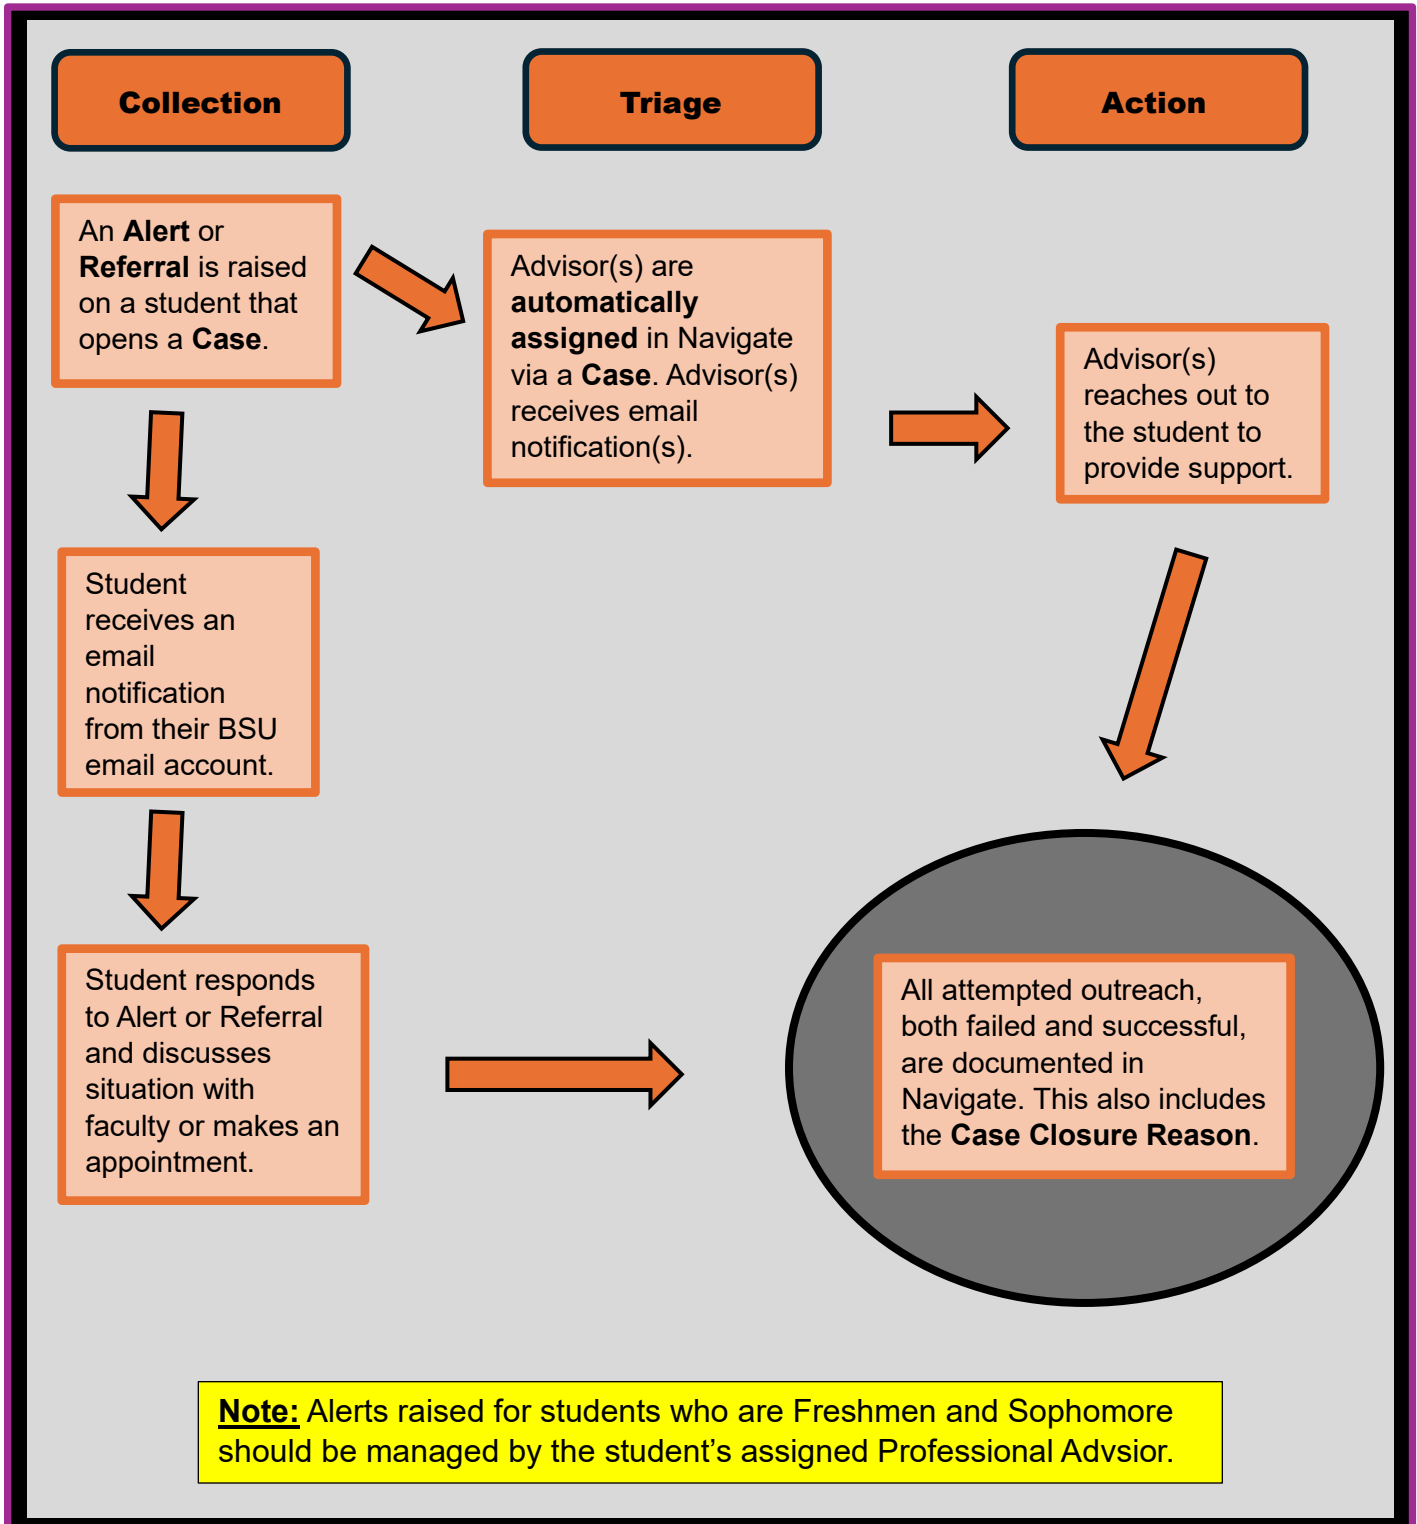 Collection
Triage
Action
An Alert or
Referral is raised
on a student that
opens a Case.
Advisor(s) are
automatically
assigned in Navigate
via a Case. Advisor(s)
receives email
notification(s).
Advisor(s)
reaches out to
the student to
provide support.
Student
receives an
email
notification
from their BSU
email account.
Student responds
to Alert or Referral
and discusses
situation with
faculty or makes an
appointment.
All attempted outreach,
both failed and successful,
are documented in
Navigate. This also includes
the Case Closure Reason.
Note: Alerts raised for students who are Freshmen and Sophomore
should be managed by the student’s assigned Professional Advsior.